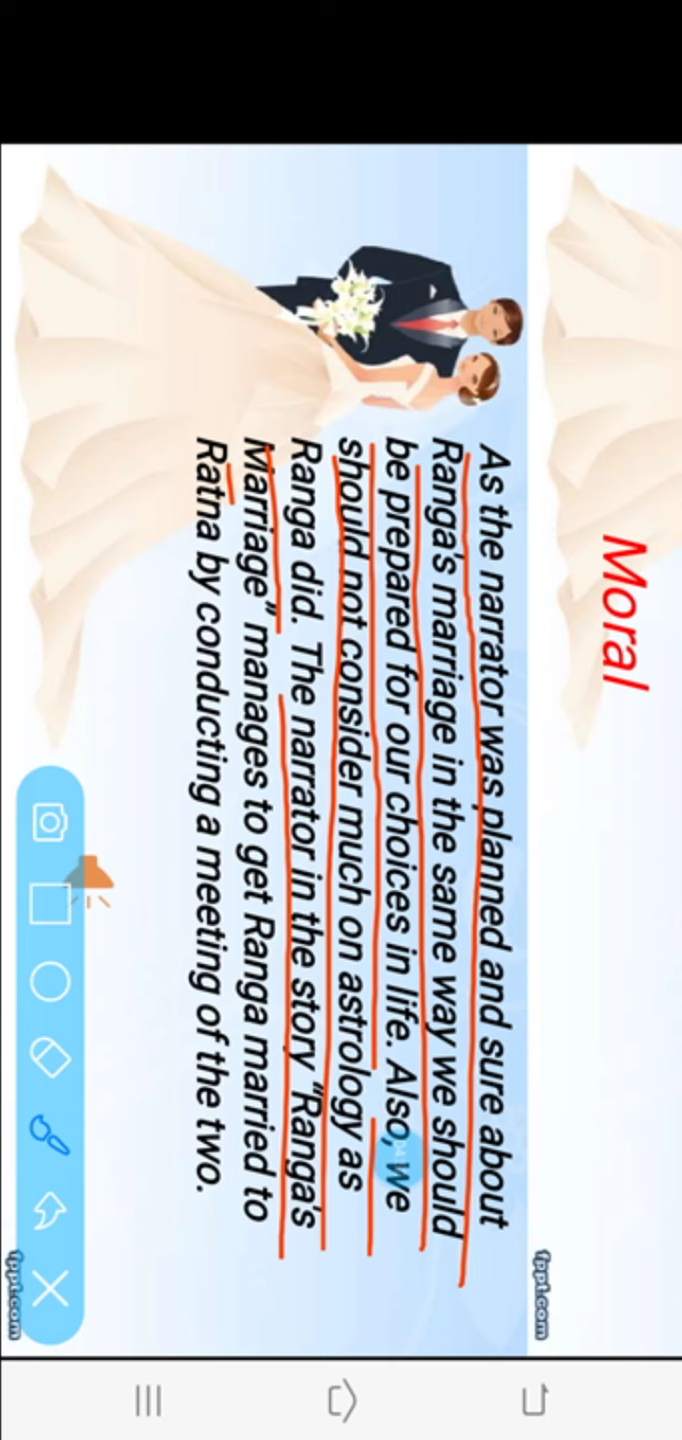 Moral
fppt.com
As the narrator was planned and sure about
Ranga's marriage in the same way we should
be prepared for our choices in life. Also, we
should not consider much on astrology as
Ranga did. The narrator in the story "Ranga's
Marriage" manages to get Ranga married to
Ratna by conducting a meeting of the two.
fppt.com